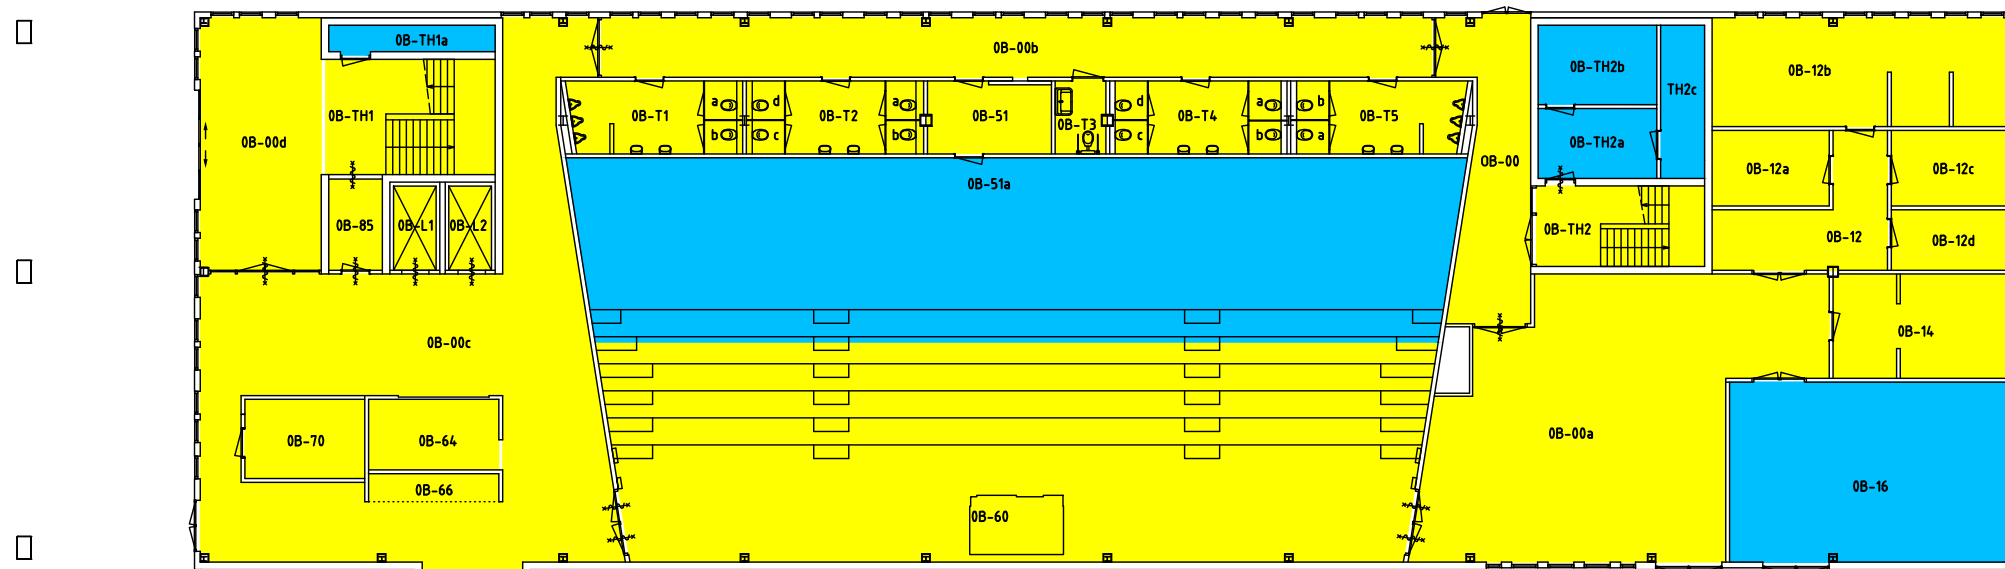 0B-TH1a
0B-00b
0B-TH2b
TH2c
0B-12b
0B-00d
0B-TH1
0B-T1
a
b
d
c
0B-T2
a
b
0B-51
0B-T3
d
c
0B-T4
a
b
b
a
0B-T5
0B-00
0B-TH2a
0B-12a
0B-12c
0B-51a
0B-85
0B-L1
0B-L2
0B-TH2
0B-12
0B-12d
0B-00c
0B-14
0B-70
0B-64
0B-00a
0B-66
0B-60
0B-16